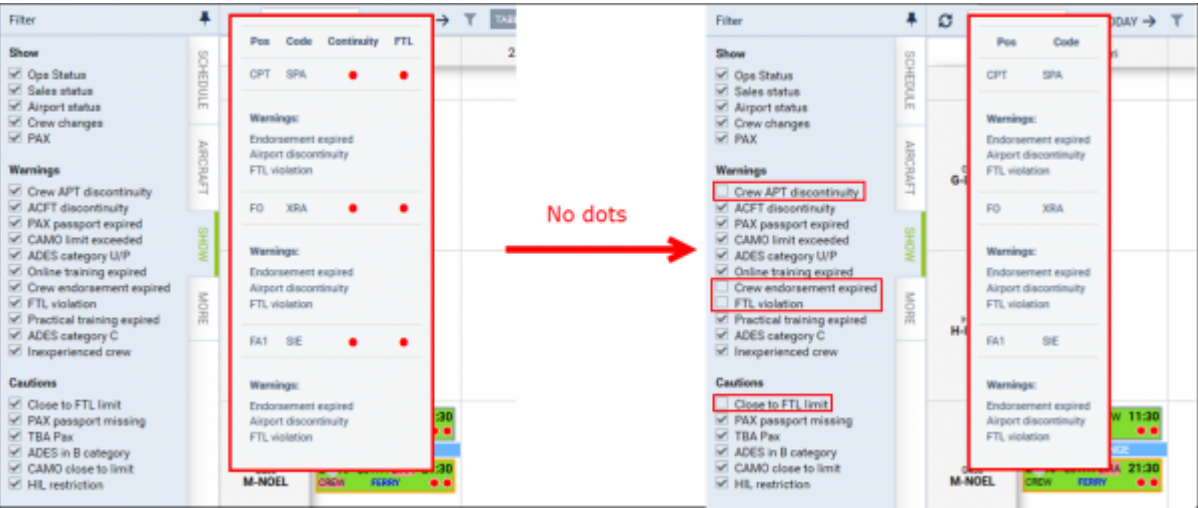 Filter
Show
Ops Status
Sales status
Airport status
Crew changes
PAX
Warnings
Crew APT discontinuity
ACFT discontinuity
PAX passport expired
CAMO limit exceeded
ADES category U/P
Online training expired
Crew endorsement expired
FTL violation
Practical training expired
ADES category C
Inexperienced crew
Cautions
Close to FTL limit
PAX passport missing
TBA Pax
ADES in B category
CAMO close to limit
HIL restriction
SCHEDULE
AIRCRAFT
SHOW
MORE
Pos Code Continuity FTL
CPT SPA
Warnings:
Endorsement expired
Airport discontinuity
FTL violation
FO XRA
Warnings:
Endorsement expired
Airport discontinuity
FTL violation
FA1 SIE
Warnings:
Endorsement expired
Airport discontinuity
FTL violation
:30
:30
M-NOEL
CREW FERRY
No dots
Filter
Show
Ops Status
Sales status
Airport status
Crew changes
PAX
Warnings
Crew APT discontinuity
ACFT discontinuity
PAX passport expired
CAMO limit exceeded
ADES category U/P
Online training expired
Crew endorsement expired
FTL violation
Practical training expired
ADES category C
Inexperienced crew
Cautions
Close to FTL limit
PAX passport missing
TBA Pax
ADES in B category
CAMO close to limit
HIL restriction
SCHEDULE
AIRCRAFT
SHOW
MORE
Pos Code
CPT SPA
Warnings:
Endorsement expired
Airport discontinuity
FTL violation
FO XRA
Warnings:
Endorsement expired
Airport discontinuity
FTL violation
FA1 SIE
Warnings:
Endorsement expired
Airport discontinuity
FTL violation
11:30
21:30
M-NOEL
CREW FERRY